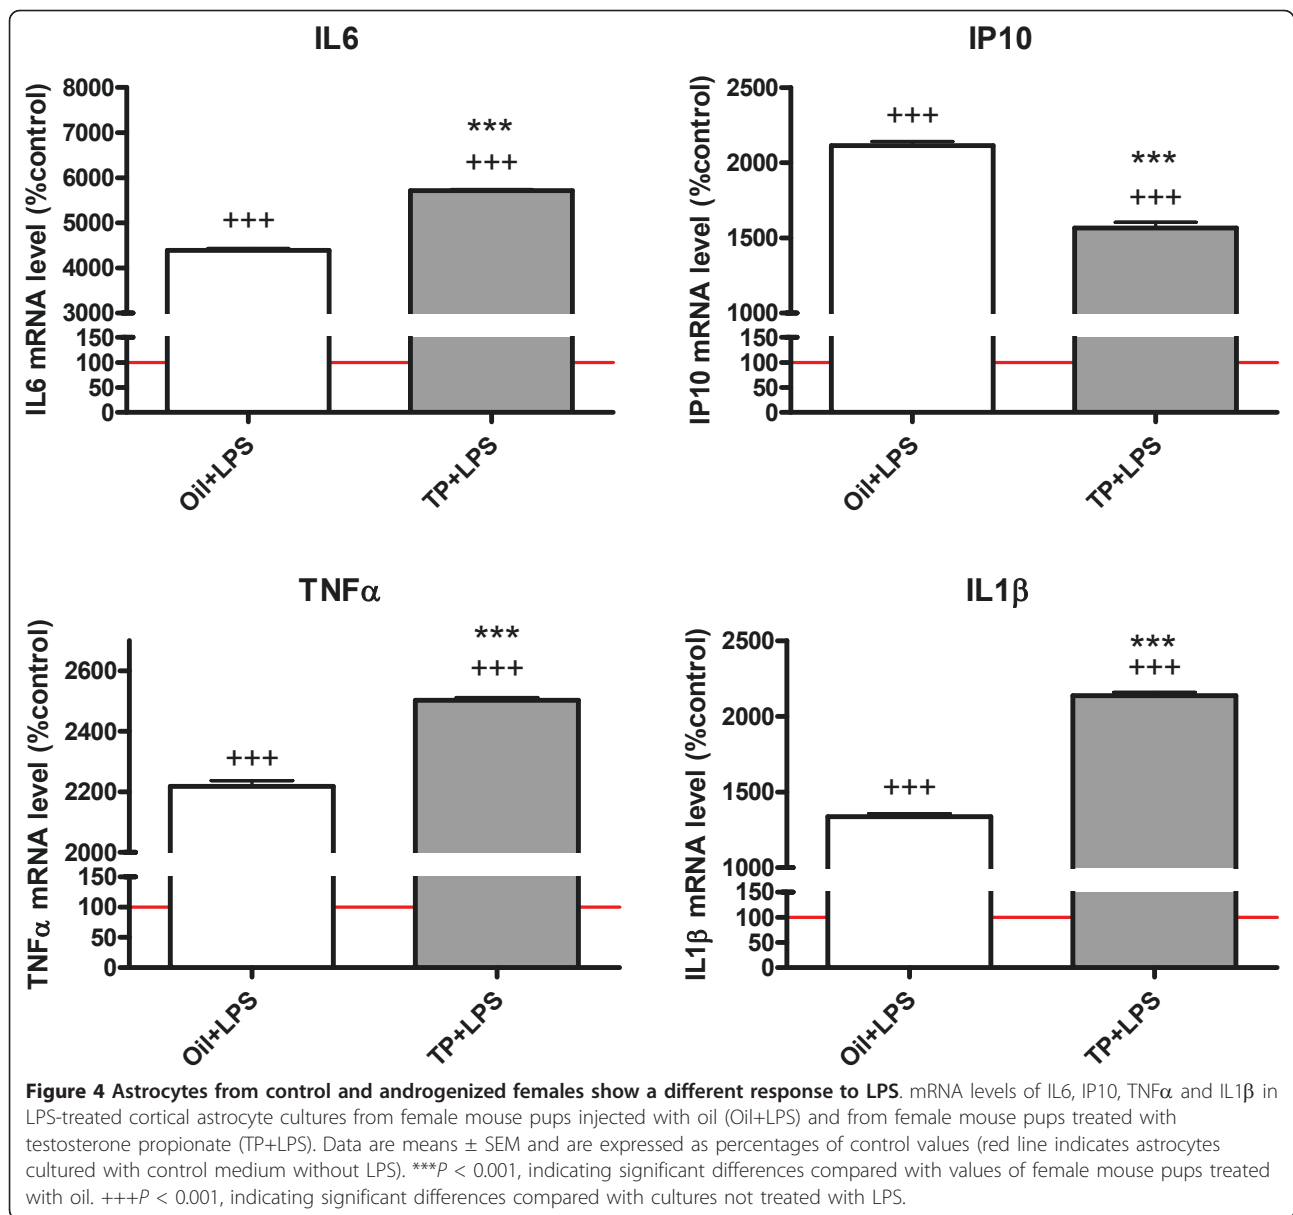 IL6
IL6 mRNA level (%control)
8000
7000
6000
5000
4000
3000
150
100
50
0
+++
***
+++
Oil+LPS
TP+LPS
IP10
IP10 mRNA level (%control)
2500
2000
1500
1000
150
100
50
0
+++
***
+++
Oil+LPS
TP+LPS
TNFα
TNFα mRNA level (%control)
2600
2400
2200
2000
150
100
50
0
+++
***
+++
Oil+LPS
TP+LPS
IL1β
IL1β mRNA level (%control)
2500
2000
1500
1000
150
100
50
0
+++
***
+++
Oil+LPS
TP+LPS
Figure 4 Astrocytes from control and androgenized females show a different response to LPS. mRNA levels of IL6, IP10, TNFα and IL1β in
LPS-treated cortical astrocyte cultures from female mouse pups injected with oil (Oil+LPS) and from female mouse pups treated with
testosterone propionate (TP+LPS). Data are means ± SEM and are expressed as percentages of control values (red line indicates astrocytes
cultured with control medium without LPS). ***P < 0.001, indicating significant differences compared with values of female mouse pups treated
with oil. +++P < 0.001, indicating significant differences compared with cultures not treated with LPS.